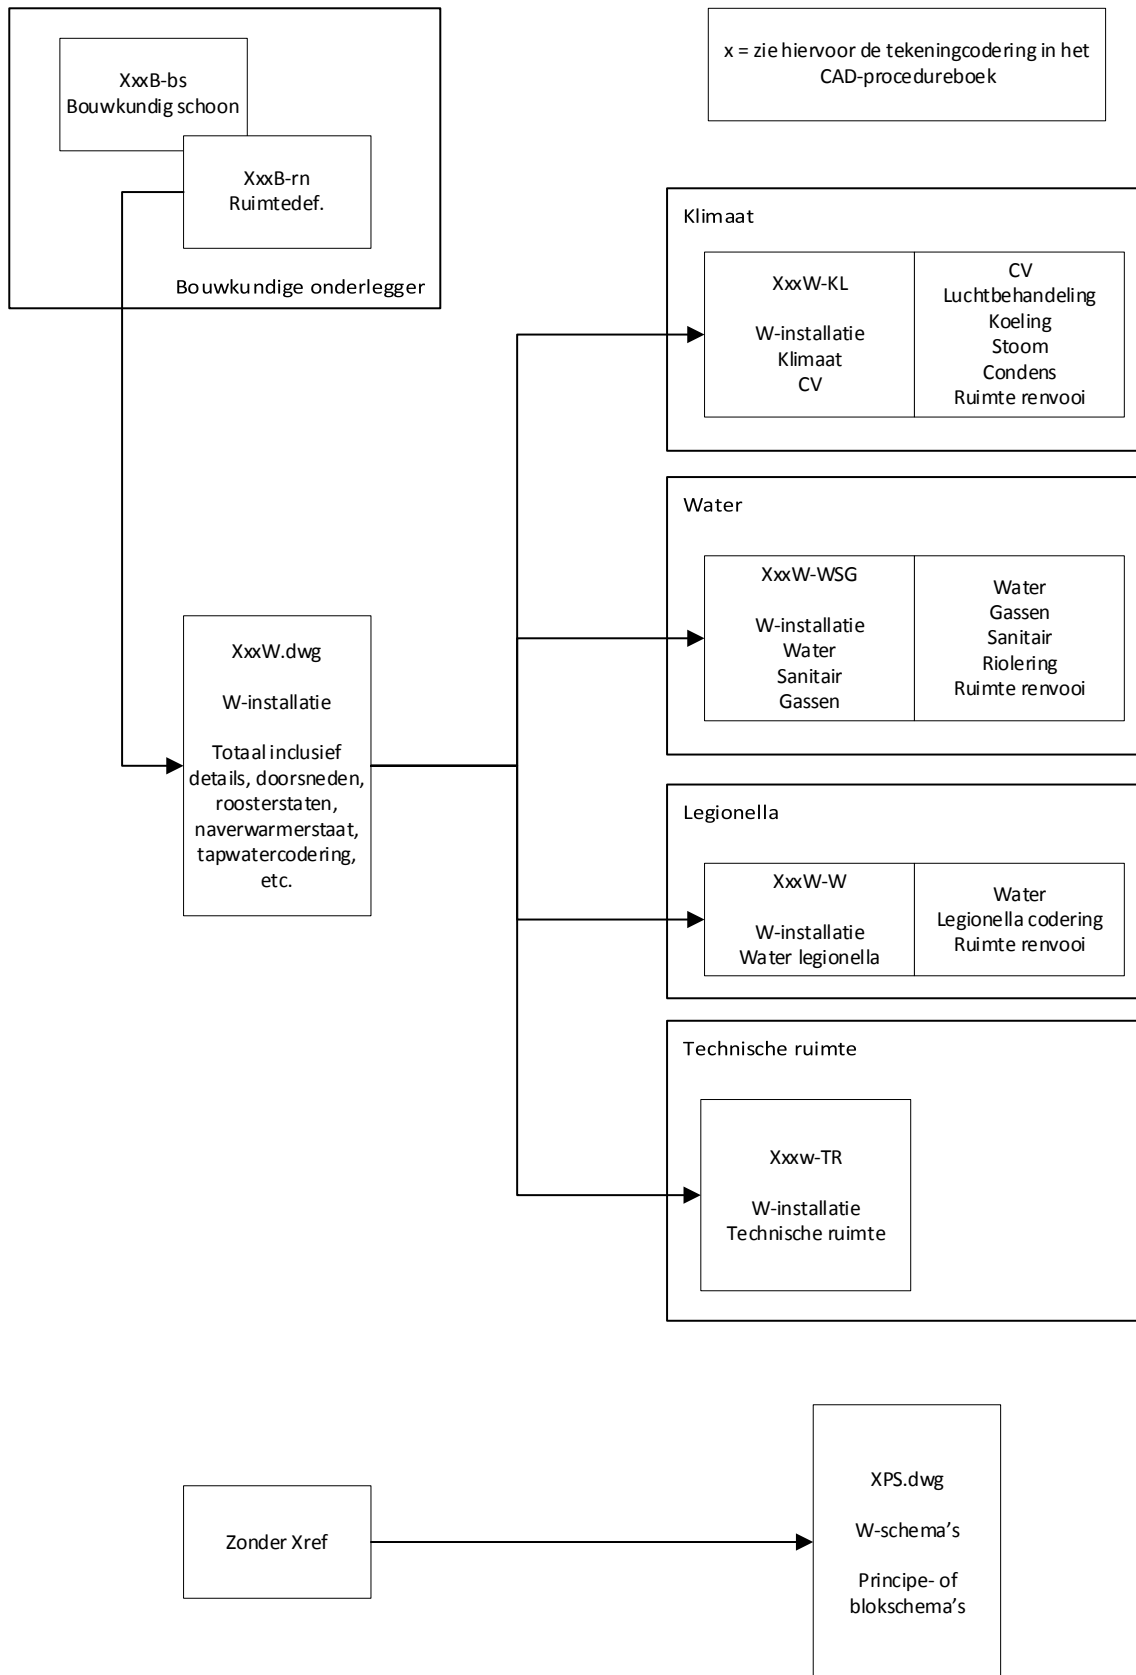 XxxB-bs
Bouwkundig schoon
XxxB-rn
Ruimtedef.
Bouwkundige onderlegger
x = zie hiervoor de tekeningcodering in het
CAD-procedureboek
Klimaat
XxxW-KL
W-installatie
Klimaat
CV
CV
Luchtbehandeling
Koeling
Stoom
Condens
Ruimte renvooi
Water
XxxW-WSG
W-installatie
Water
Sanitair
Gassen
Water
Gassen
Sanitair
Riolering
Ruimte renvooi
XxxW.dwg
W-installatie
Totaal inclusief
details, doorsneden,
roosterstaten,
naverwarmerstaat,
tapwatercodering,
etc.
Legionella
XxxW-W
W-installatie
Water legionella
Water
Legionella codering
Ruimte renvooi
Technische ruimte
Xxxw-TR
W-installatie
Technische ruimte
Zonder Xref
XPS.dwg
W-schema’s
Principe- of
blokschema’s